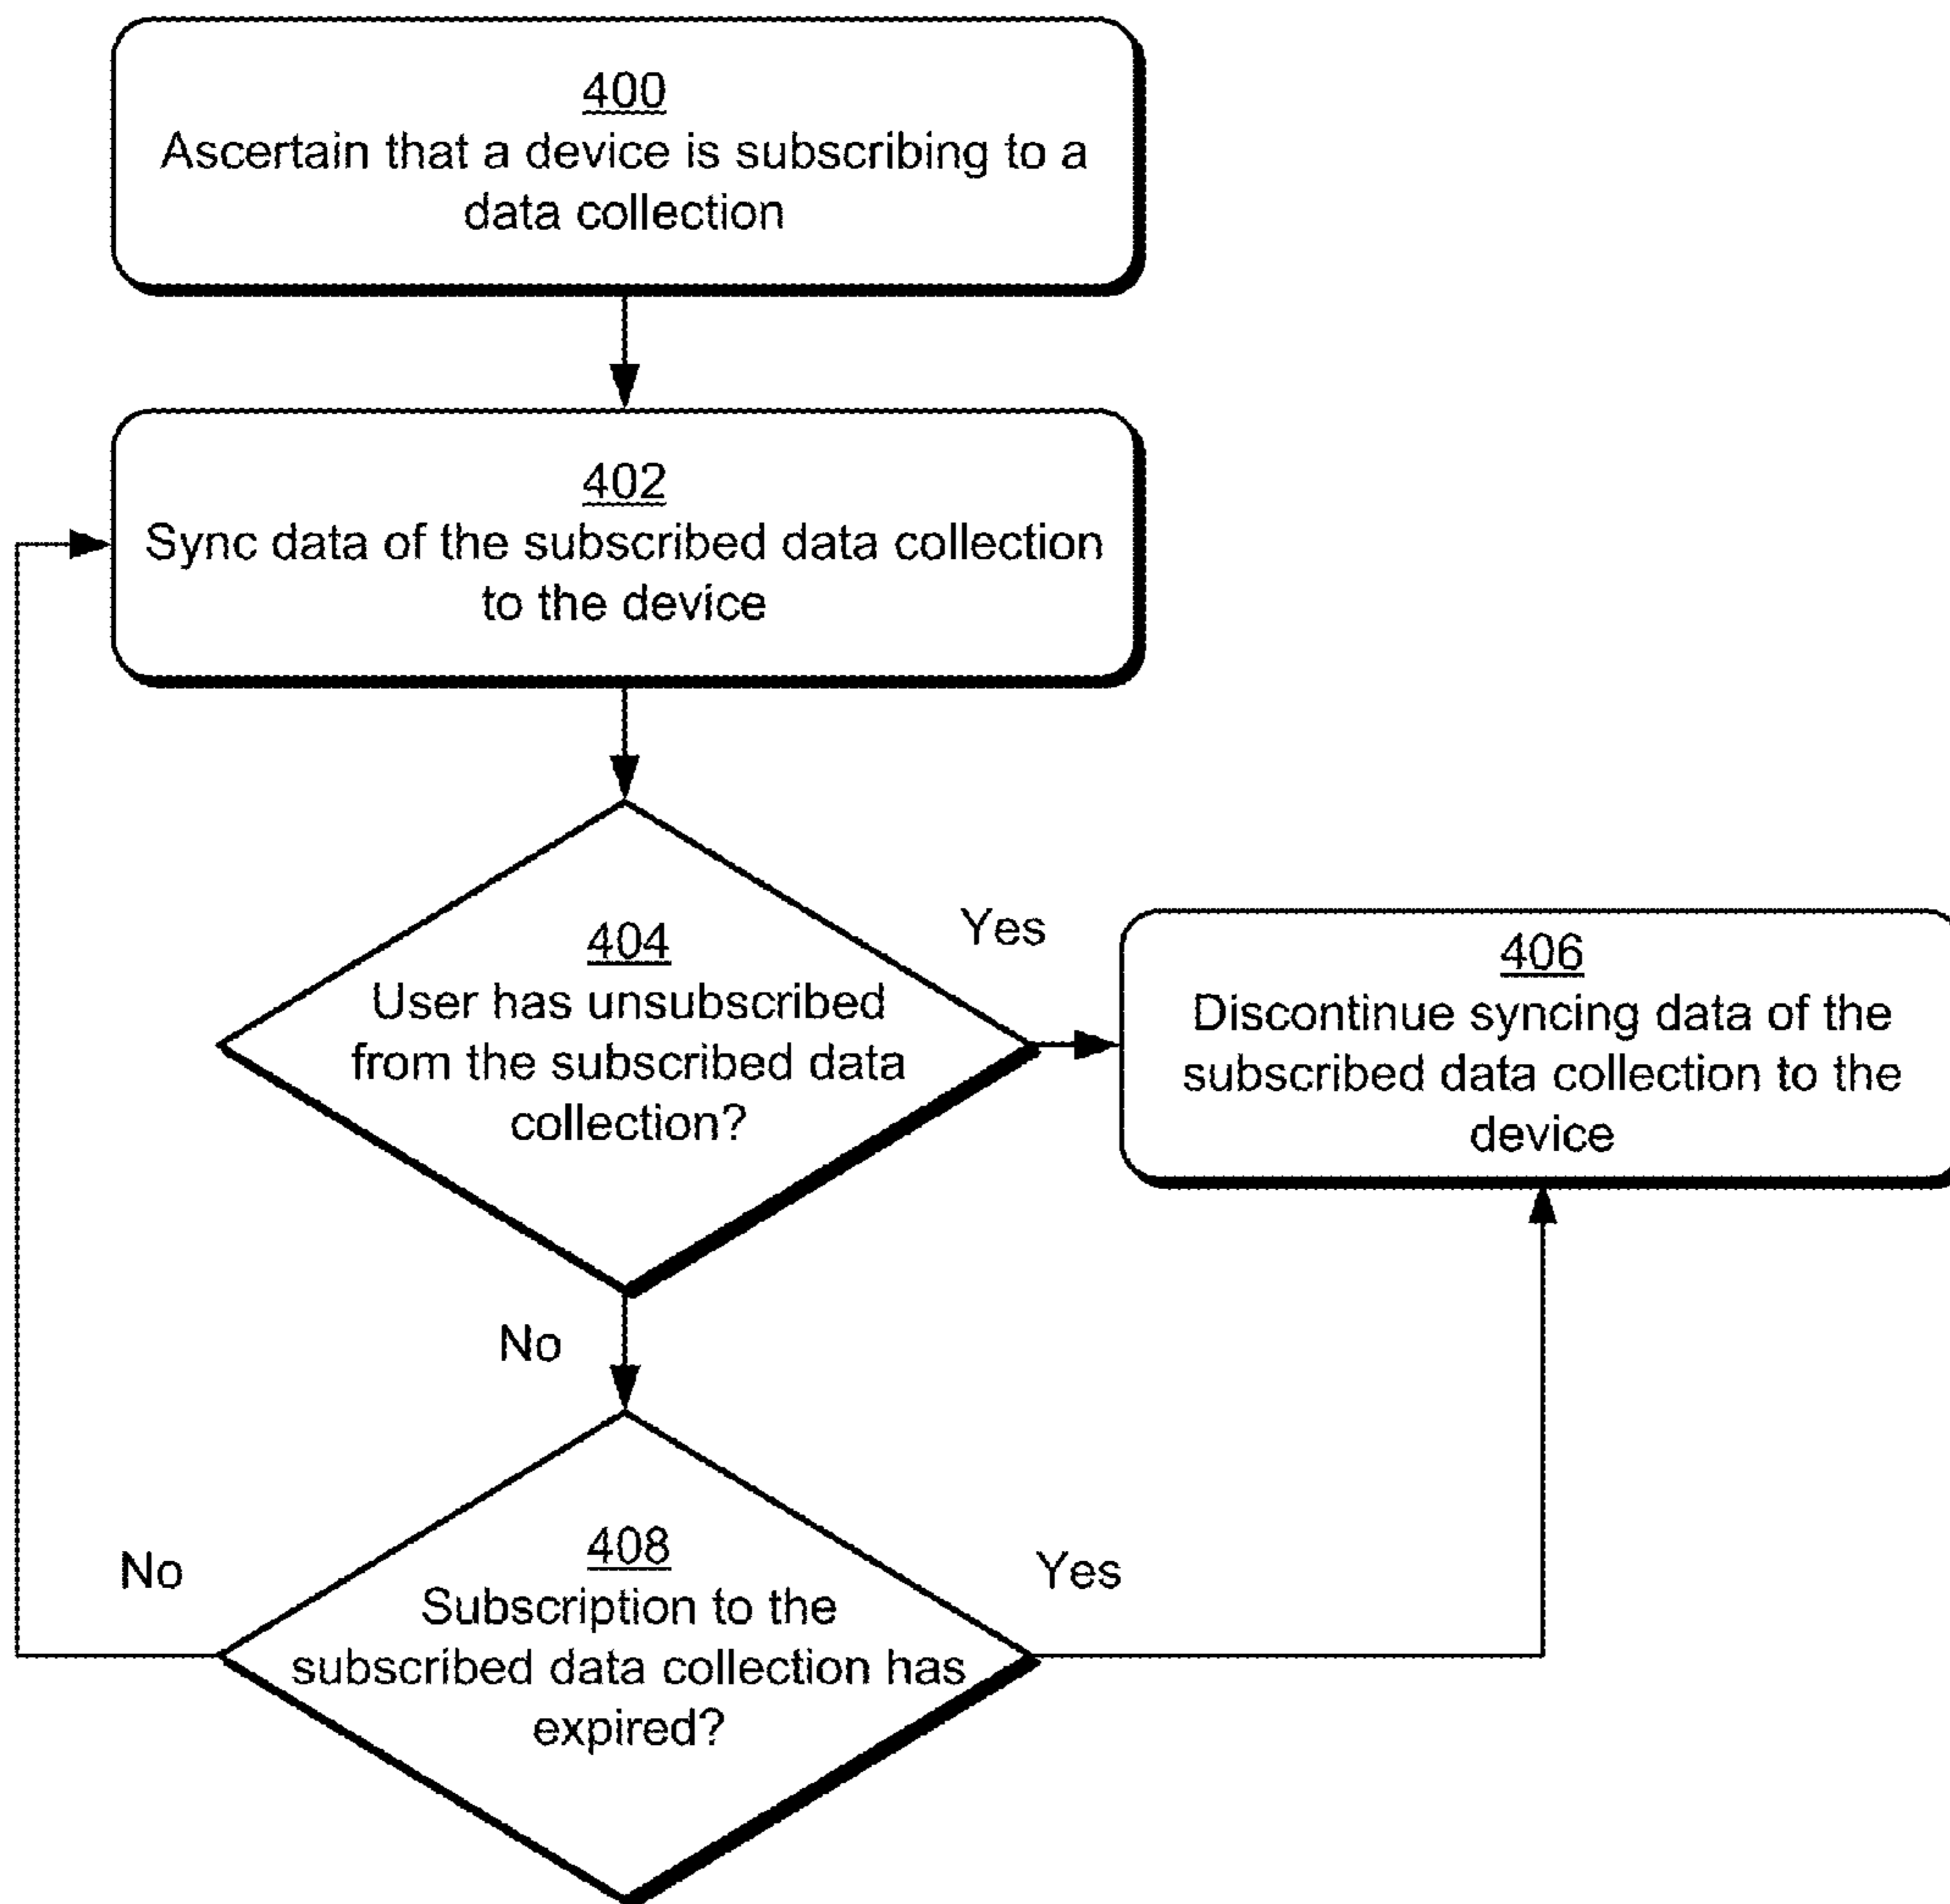 400
Ascertain that a device is subscribing to a
data collection
402
Sync data of the subscribed data collection
to the device
404
User has unsubscribed
from the subscribed data
collection?
Yes
406
Discontinue syncing data of the
subscribed data collection to the
device
No
408
Subscription to the
subscribed data collection has
expired?
No
Yes